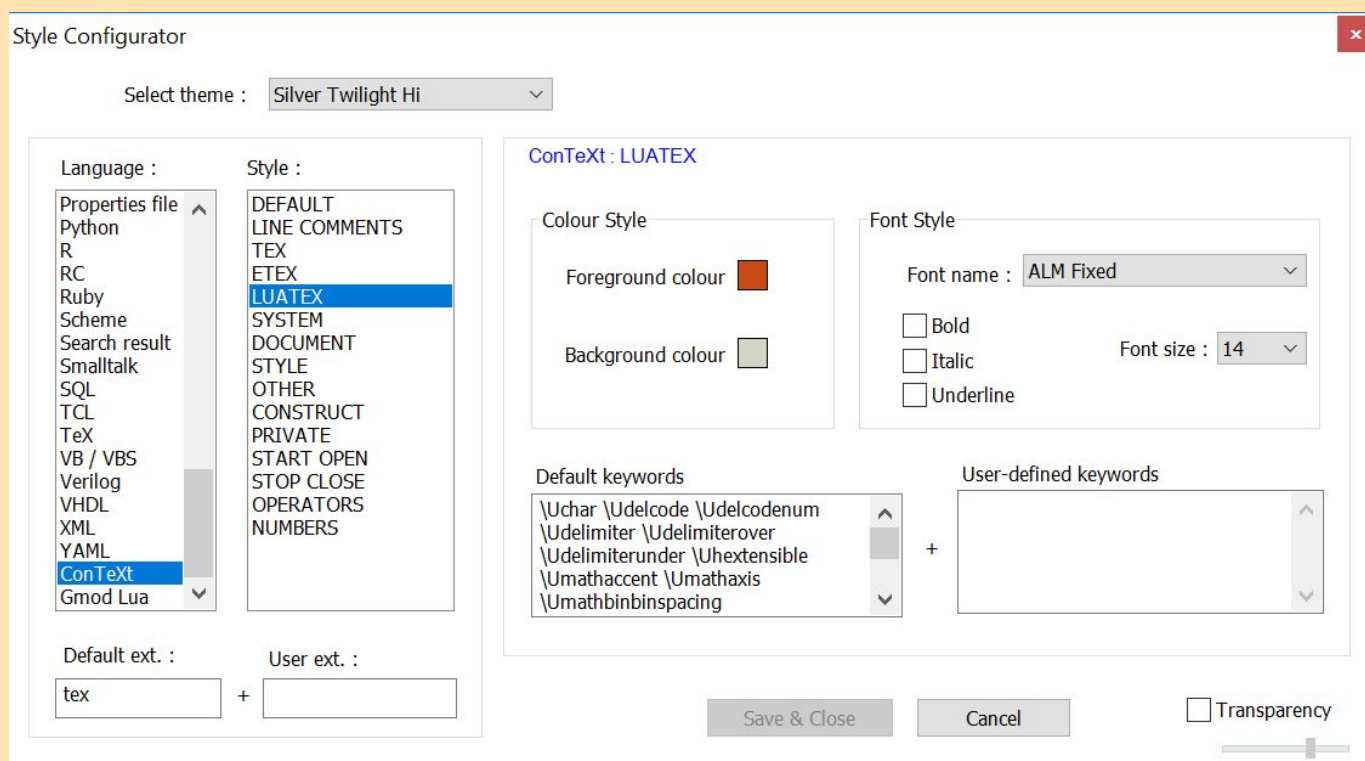 Style Configurator
x
Select theme : Silver Twilight Hi
Language :
Properties file
Python
R
RC
Ruby
Scheme
Search result
Smalltalk
SQL
TCL
TeX
VB / VBS
Verilog
VHDL
XML
YAML
ConTeXt
Gmod Lua
Style :
DEFAULT
LINE COMMENTS
TEX
ETEX
LUATEX
SYSTEM
DOCUMENT
STYLE
OTHER
CONSTRUCT
PRIVATE
START OPEN
STOP CLOSE
OPERATORS
NUMBERS
Default ext. :
tex
+
User ext. :
ConTeXt : LUATEX
Colour Style
Foreground colour
Background colour
Font Style
Font name : ALM Fixed
Bold
Italic
Underline
Font size : 14
Default keywords
\Uchar \Udelcode \Udelcodenum
\Udelimiter \Udelimiterover
\Udelimiterunder \Uhextensible
\Umathaccent \Umathaxis
\Umathbinbinspacing
+
User-defined keywords
Save & Close
Cancel
Transparency